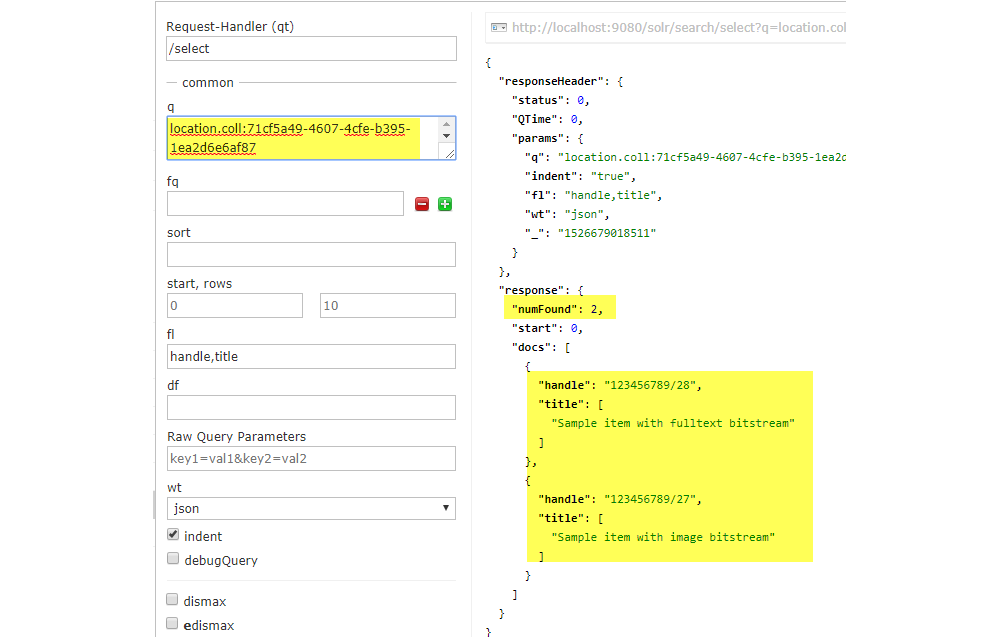 Request-Handler (qt)
/select
common
q
location.coll:71cf5a49-4607-4cfe-b395-
1ea2d6e6af87
fq
sort
start, rows
0 10
fl
handle,title
df
Raw Query Parameters
key1=val1&key2=val2
wt
json
indent
debugQuery
dismax
edismax
http://localhost:9080/solr/search/select?q=location.col
{
"responseHeader": {
"status": 0,
"QTime": 0,
"params": {
"q": "location.coll:71cf5a49-4607-4cfe-b395-1ea2d
"indent": "true",
"fl": "handle,title",
"wt": "json",
"_": "1526679018511"
}
},
"response": {
"numFound": 2,
"start": 0,
"docs": [
{
"handle": "123456789/28",
"title": [
"Sample item with fulltext bitstream"
]
},
{
"handle": "123456789/27",
"title": [
"Sample item with image bitstream"
]
}
]
}
}